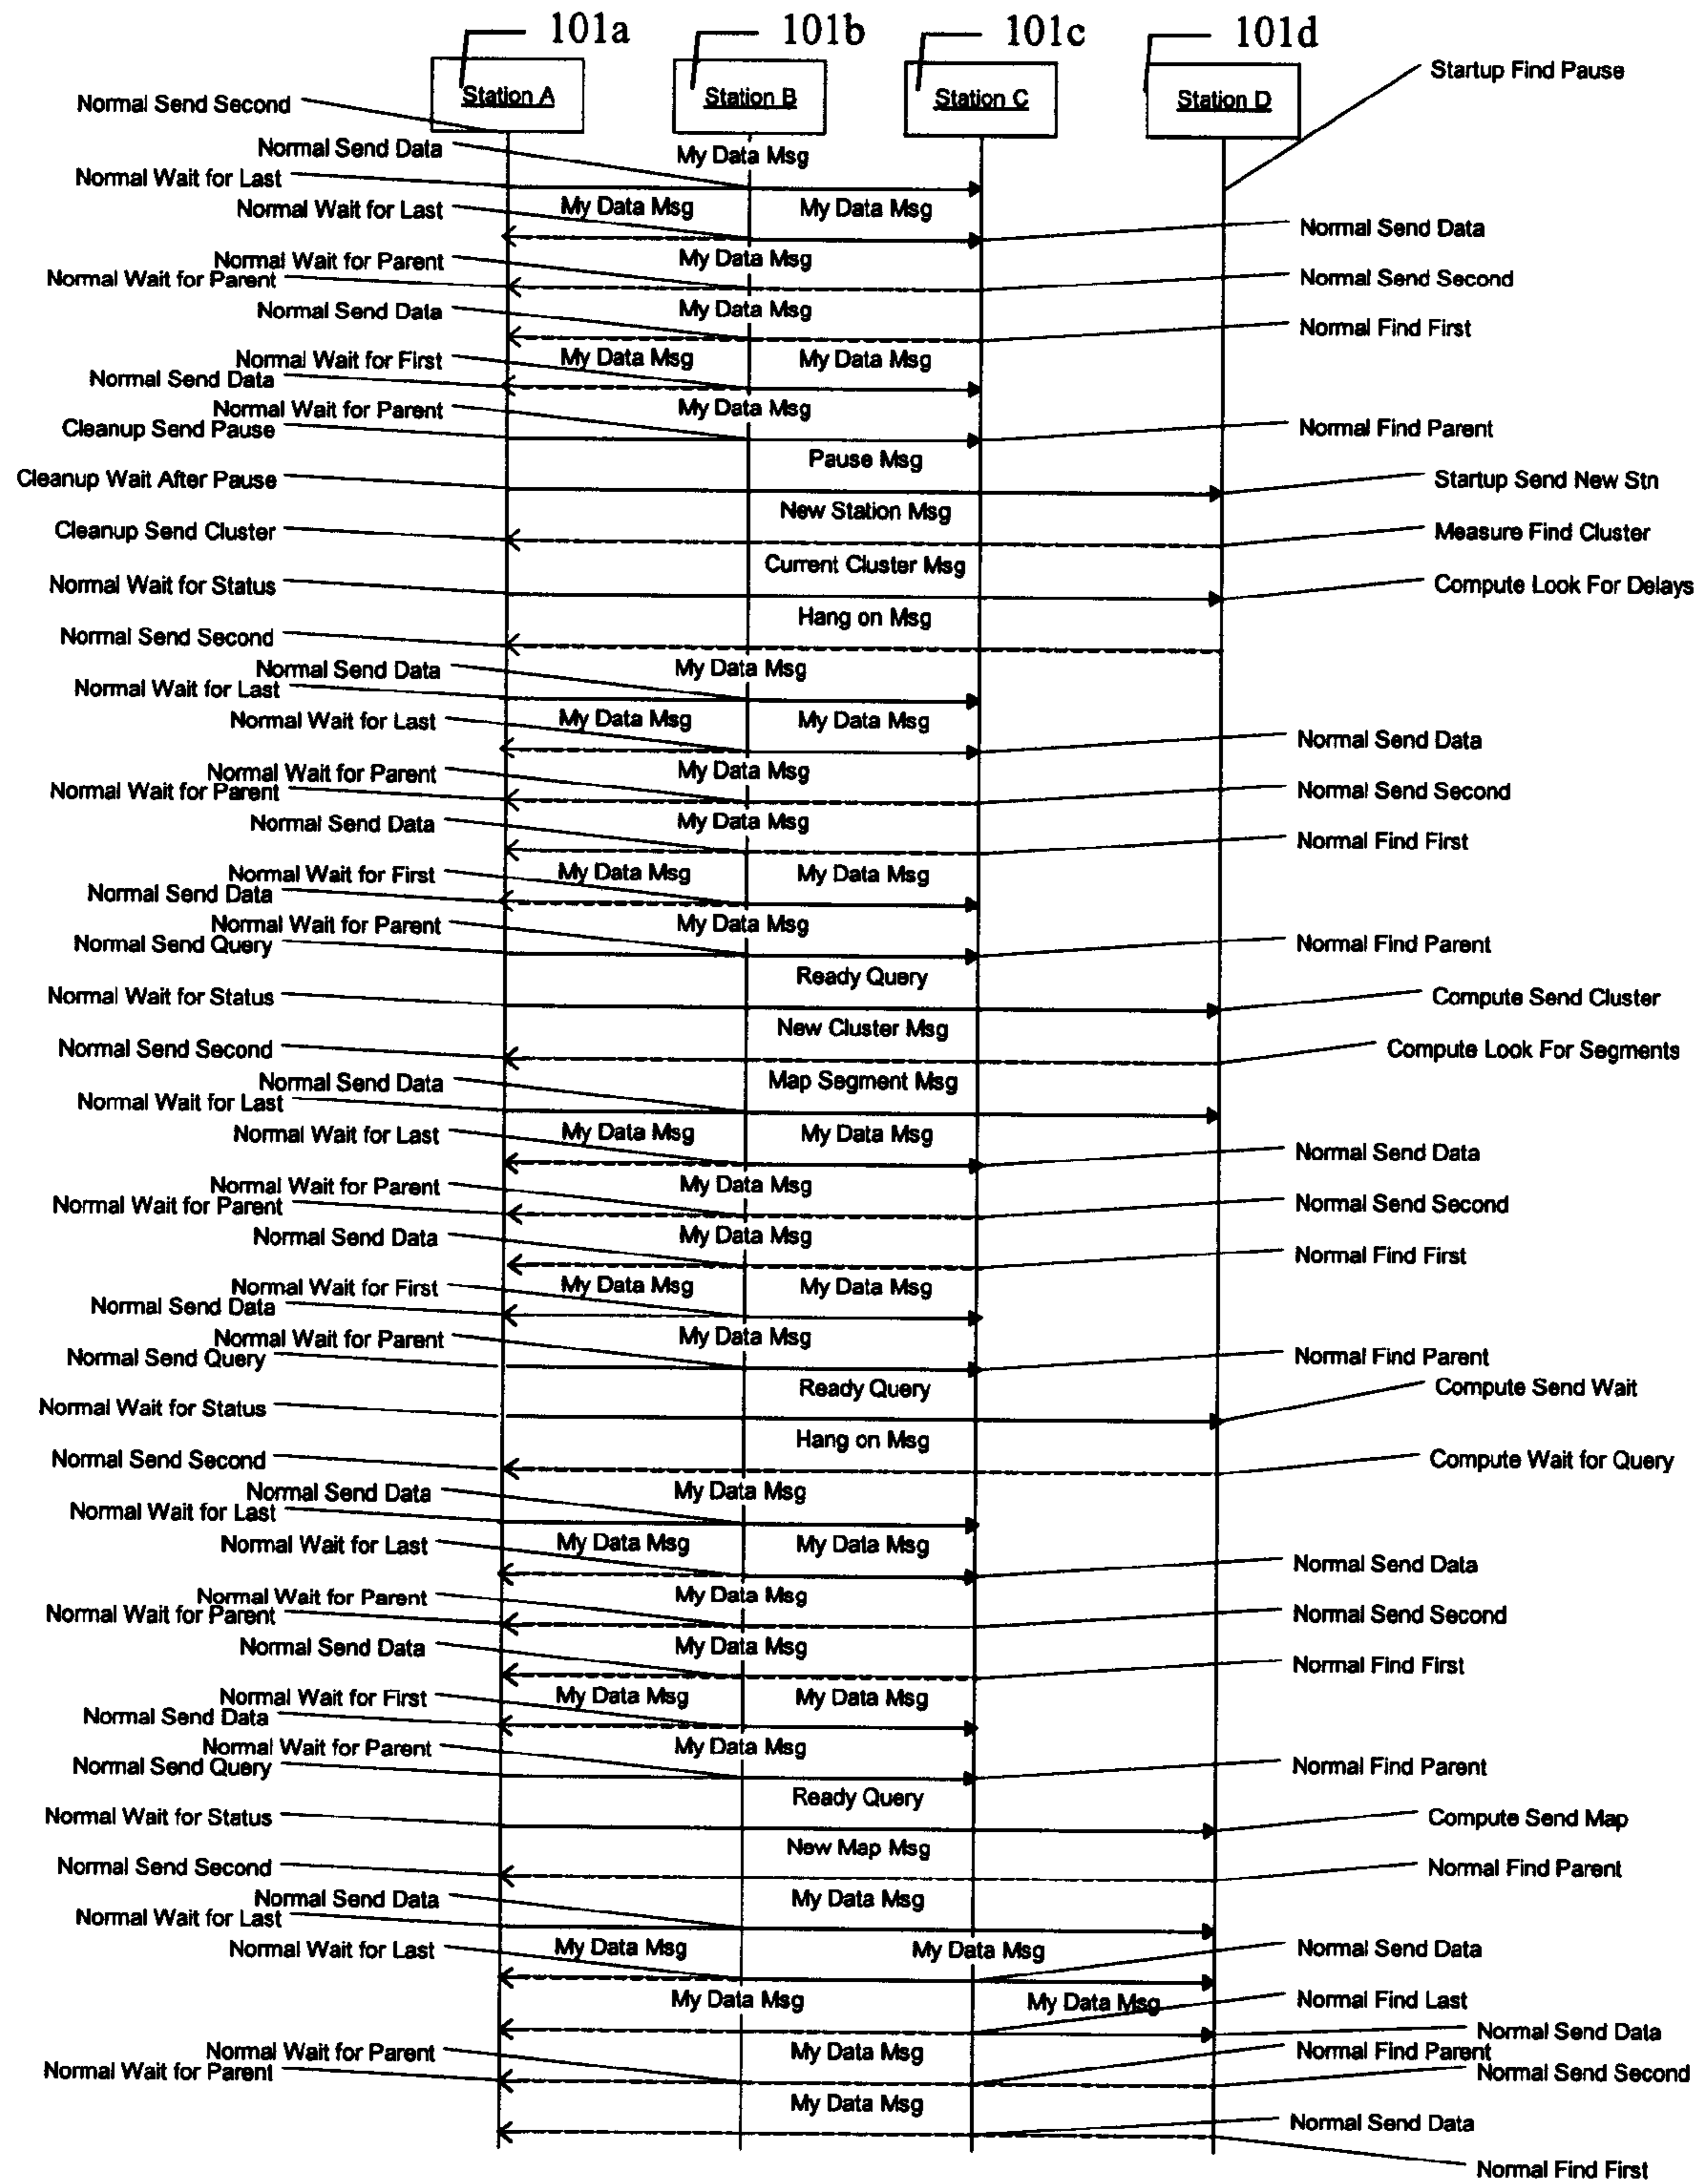 101a
101b
101c
101d
Station A
Station B
Station C
Station D
Startup Find Pause
Normal Send Second
Normal Send Data
My Data Msg
Normal Wait for Last
Normal Wait for Last
My Data Msg
My Data Msg
Normal Send Data
Normal Wait for Parent
My Data Msg
Normal Wait for Parent
Normal Send Second
Normal Send Data
My Data Msg
Normal Find First
Normal Wait for First
My Data Msg
My Data Msg
Normal Send Data
Normal Wait for Parent
My Data Msg
Cleanup Send Pause
Normal Find Parent
Pause Msg
Cleanup Wait After Pause
Startup Send New Stn
New Station Msg
Cleanup Send Cluster
Measure Find Cluster
Current Cluster Msg
Normal Wait for Status
Compute Look For Delays
Hang on Msg
Normal Send Second
Normal Send Data
My Data Msg
Normal Wait for Last
Normal Wait for Last
My Data Msg
My Data Msg
Normal Send Data
Normal Wait for Parent
My Data Msg
Normal Wait for Parent
Normal Send Second
Normal Send Data
My Data Msg
Normal Find First
Normal Wait for First
My Data Msg
My Data Msg
Normal Send Data
Normal Wait for Parent
My Data Msg
Normal Send Query
Normal Find Parent
Ready Query
Normal Wait for Status
Compute Send Cluster
New Cluster Msg
Normal Send Second
Compute Look For Segments
Normal Send Data
Map Segment Msg
Normal Wait for Last
Normal Wait for Last
My Data Msg
My Data Msg
Normal Send Data
Normal Wait for Parent
My Data Msg
Normal Wait for Parent
Normal Send Second
Normal Send Data
My Data Msg
Normal Find First
Normal Wait for First
My Data Msg
My Data Msg
Normal Send Data
Normal Wait for Parent
My Data Msg
Normal Send Query
Normal Find Parent
Ready Query
Compute Send Wait
Normal Wait for Status
Hang on Msg
Normal Send Second
Compute Wait for Query
Normal Send Data
My Data Msg
Normal Wait for Last
Normal Wait for Last
My Data Msg
My Data Msg
Normal Send Data
Normal Wait for Parent
My Data Msg
Normal Wait for Parent
Normal Send Second
Normal Send Data
My Data Msg
Normal Find First
Normal Wait for First
My Data Msg
My Data Msg
Normal Send Data
Normal Wait for Parent
My Data Msg
Normal Send Query
Normal Find Parent
Ready Query
Normal Wait for Status
Compute Send Map
New Map Msg
Normal Send Second
Normal Find Parent
Normal Send Data
My Data Msg
Normal Wait for Last
Normal Wait for Last
My Data Msg
My Data Msg
Normal Send Data
My Data Msg
My Data Msg
Normal Find Last
Normal Send Data
Normal Wait for Parent
My Data Msg
Normal Find Parent
Normal Wait for Parent
Normal Send Second
My Data Msg
Normal Send Data
Normal Find First